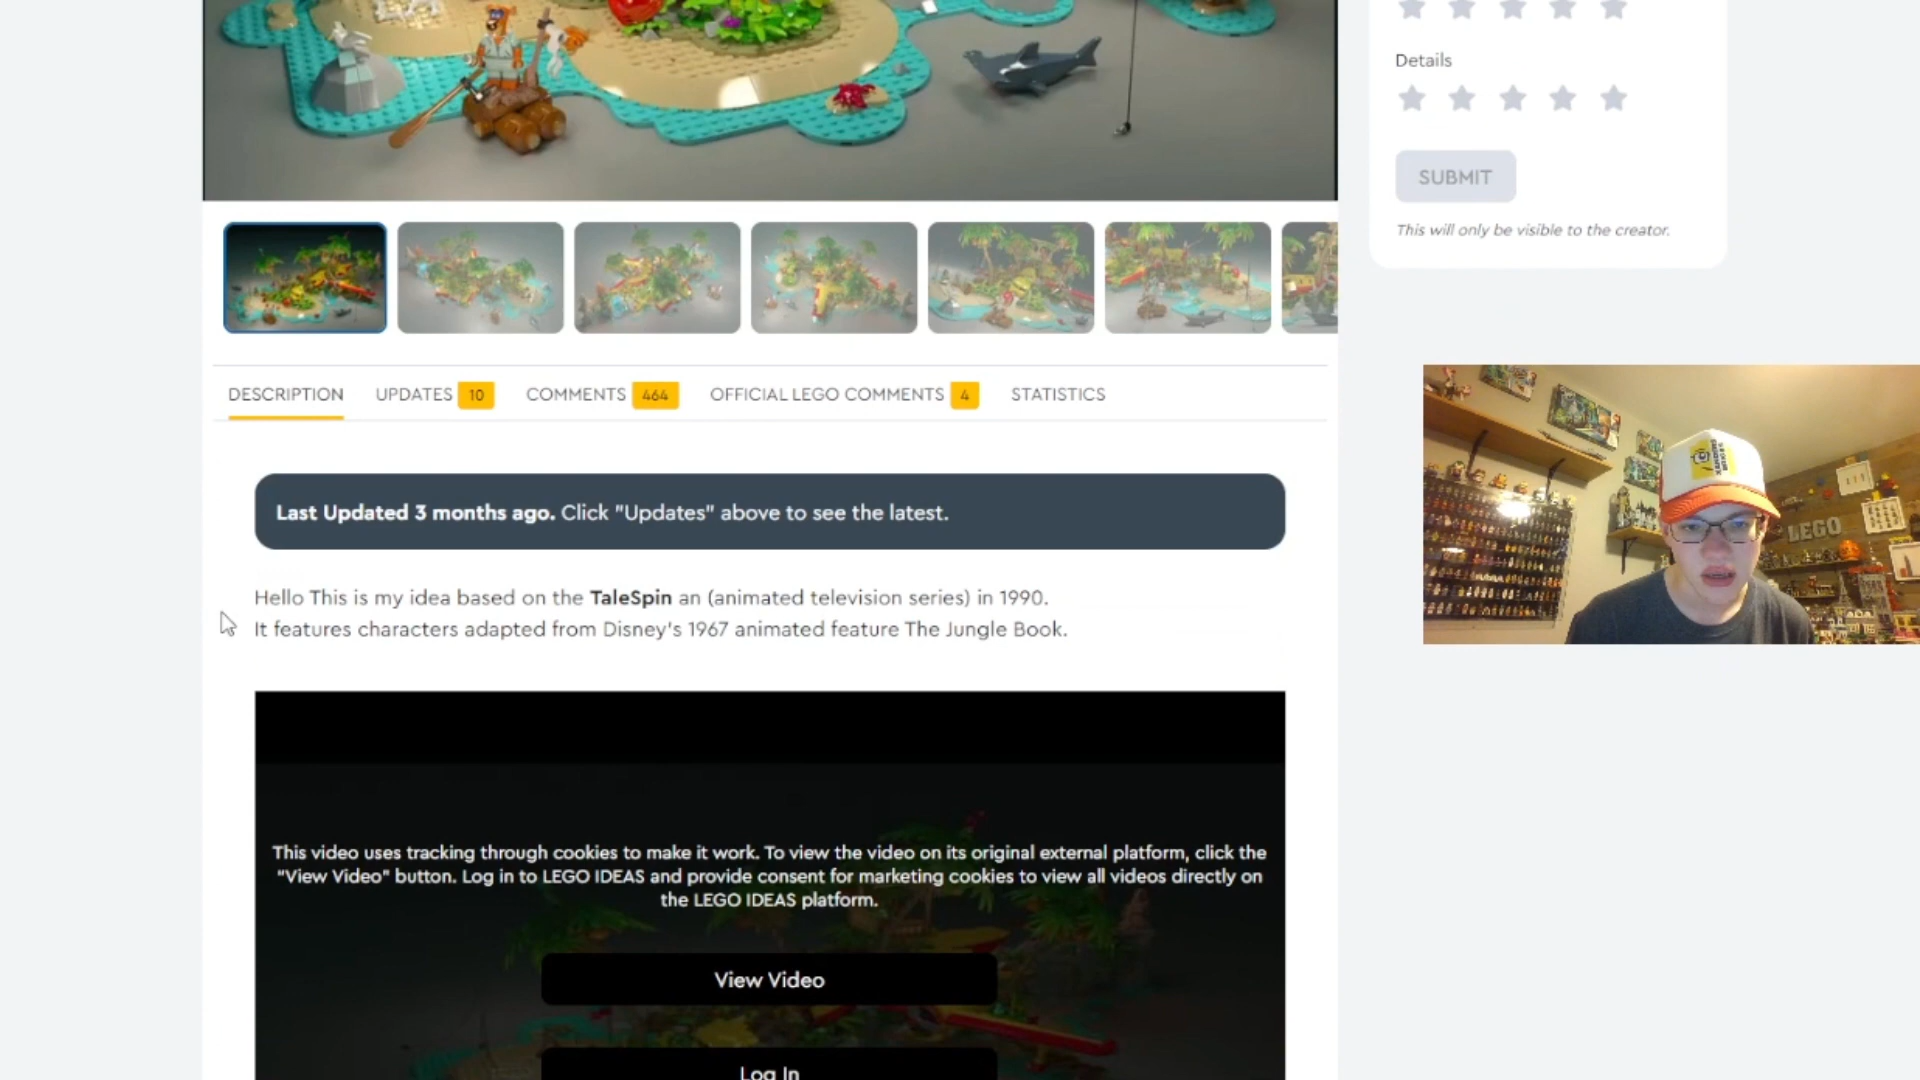 Details
SUBMIT
This will only be visible to the creator.
DESCRIPTION
UPDATES 10
COMMENTS 464
OFFICIAL LEGO COMMENTS 4
STATISTICS
Last Updated 3 months ago. Click "Updates" above to see the latest.
LEGO
Hello This is my idea based on the TaleSpin an (animated television series) in 1990.
It features characters adapted from Disney's 1967 animated feature The Jungle Book.
This video uses tracking through cookies to make it work. To view the video on its original external platform, click the
"View Video" button. Log in to LEGO IDEAS and provide consent for marketing cookies to view all videos directly on
the LEGO IDEAS platform.
View Video
Log In